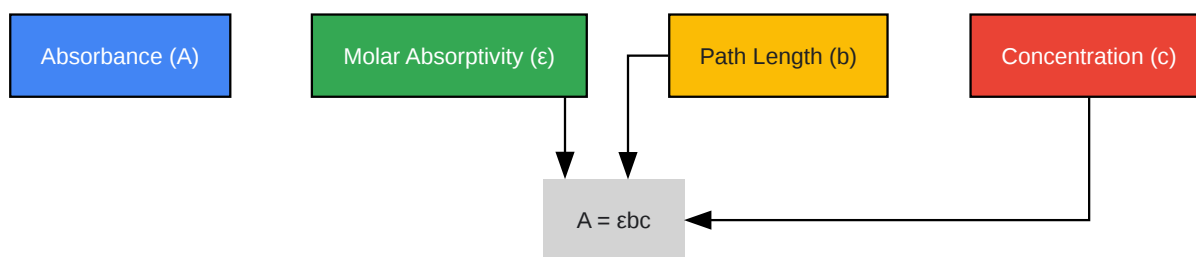 Absorbance (A)
Molar Absorptivity (ε)
Path Length (b)
Concentration (c)
A = εbc